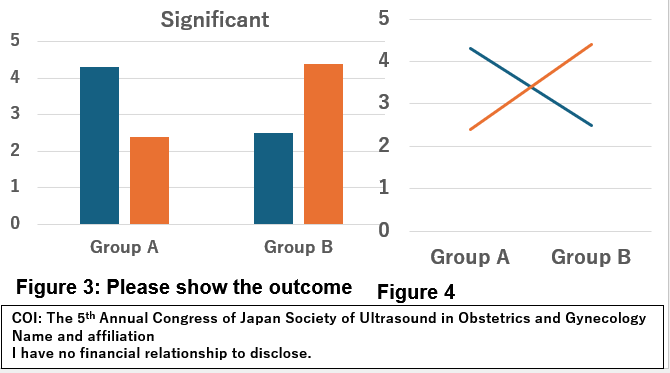 Significant
5
4
3
2
1
0
Group A Group B
Figure 3: Please show the outcome
5
4
3
2
1
0
Group A Group B
Figure 4
COI: The 5th Annual Congress of Japan Society of Ultrasound in Obstetrics and Gynecology
Name and affiliation
I have no financial relationship to disclose.